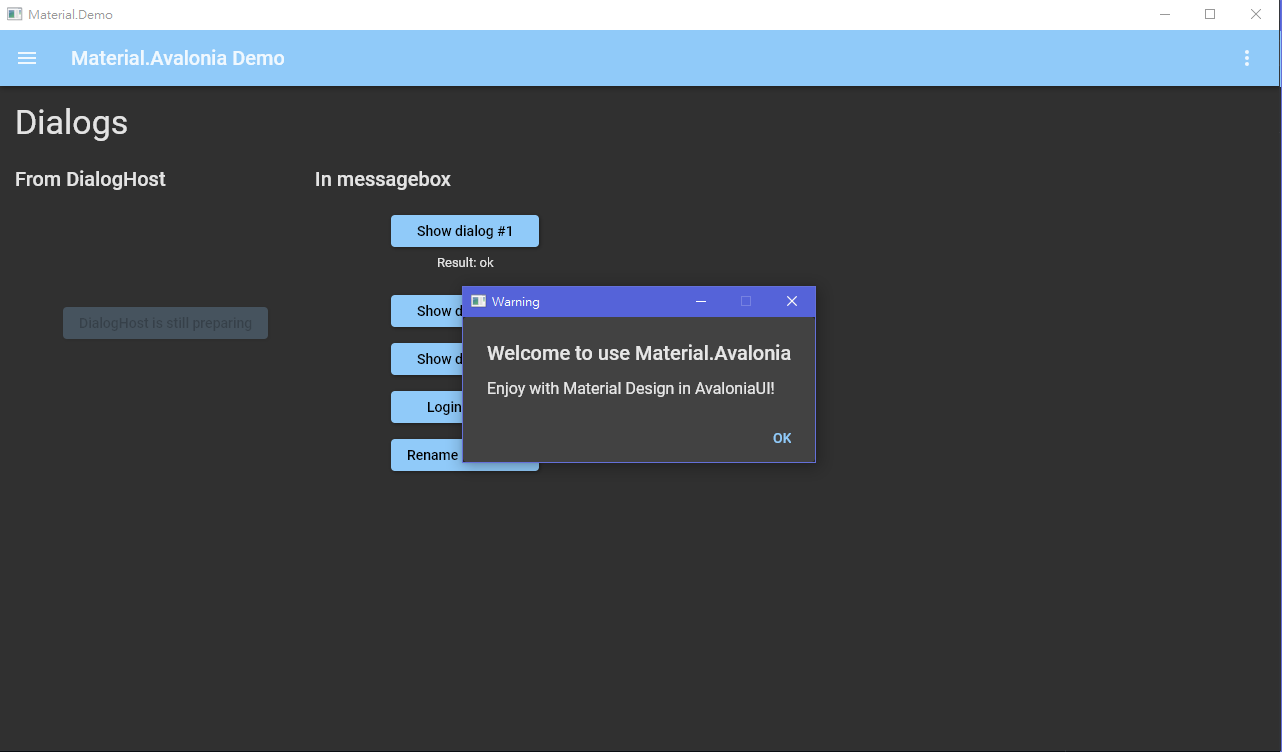 Material.Demo
Material.Avalonia Demo
Dialogs
From DialogHost
In messagebox
Show dialog #1
Result: ok
DialogHost is still preparing
Show d
Show d
Login
Rename
Warning
Welcome to use Material.Avalonia
Enjoy with Material Design in AvaloniaUI!
OK